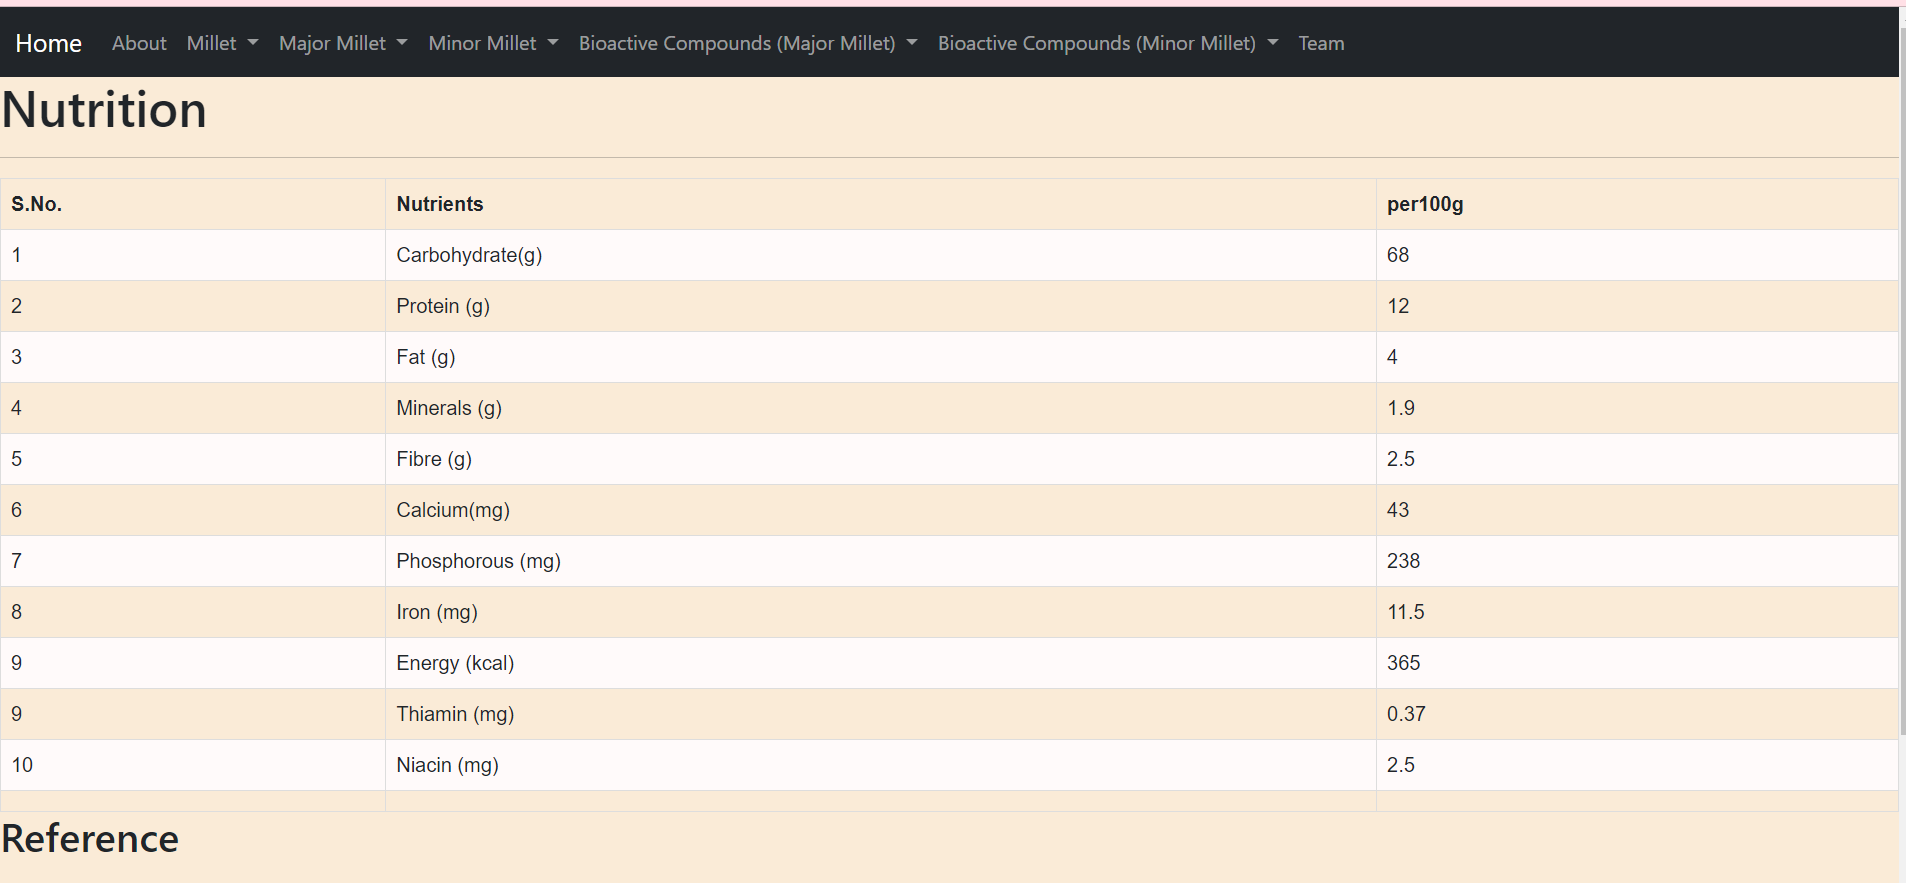 Home About Millet Major Millet Minor Millet Bioactive Compounds (Major Millet) Bioactive Compounds (Minor Millet) Team
Nutrition
S.No. Nutrients per100g
1 Carbohydrate(g) 68
2 Protein (g) 12
3 Fat (g) 4
4 Minerals (g) 1.9
5 Fibre (g) 2.5
6 Calcium(mg) 43
7 Phosphorous (mg) 238
8 Iron (mg) 11.5
9 Energy (kcal) 365
9 Thiamin (mg) 0.37
10 Niacin (mg) 2.5
Reference